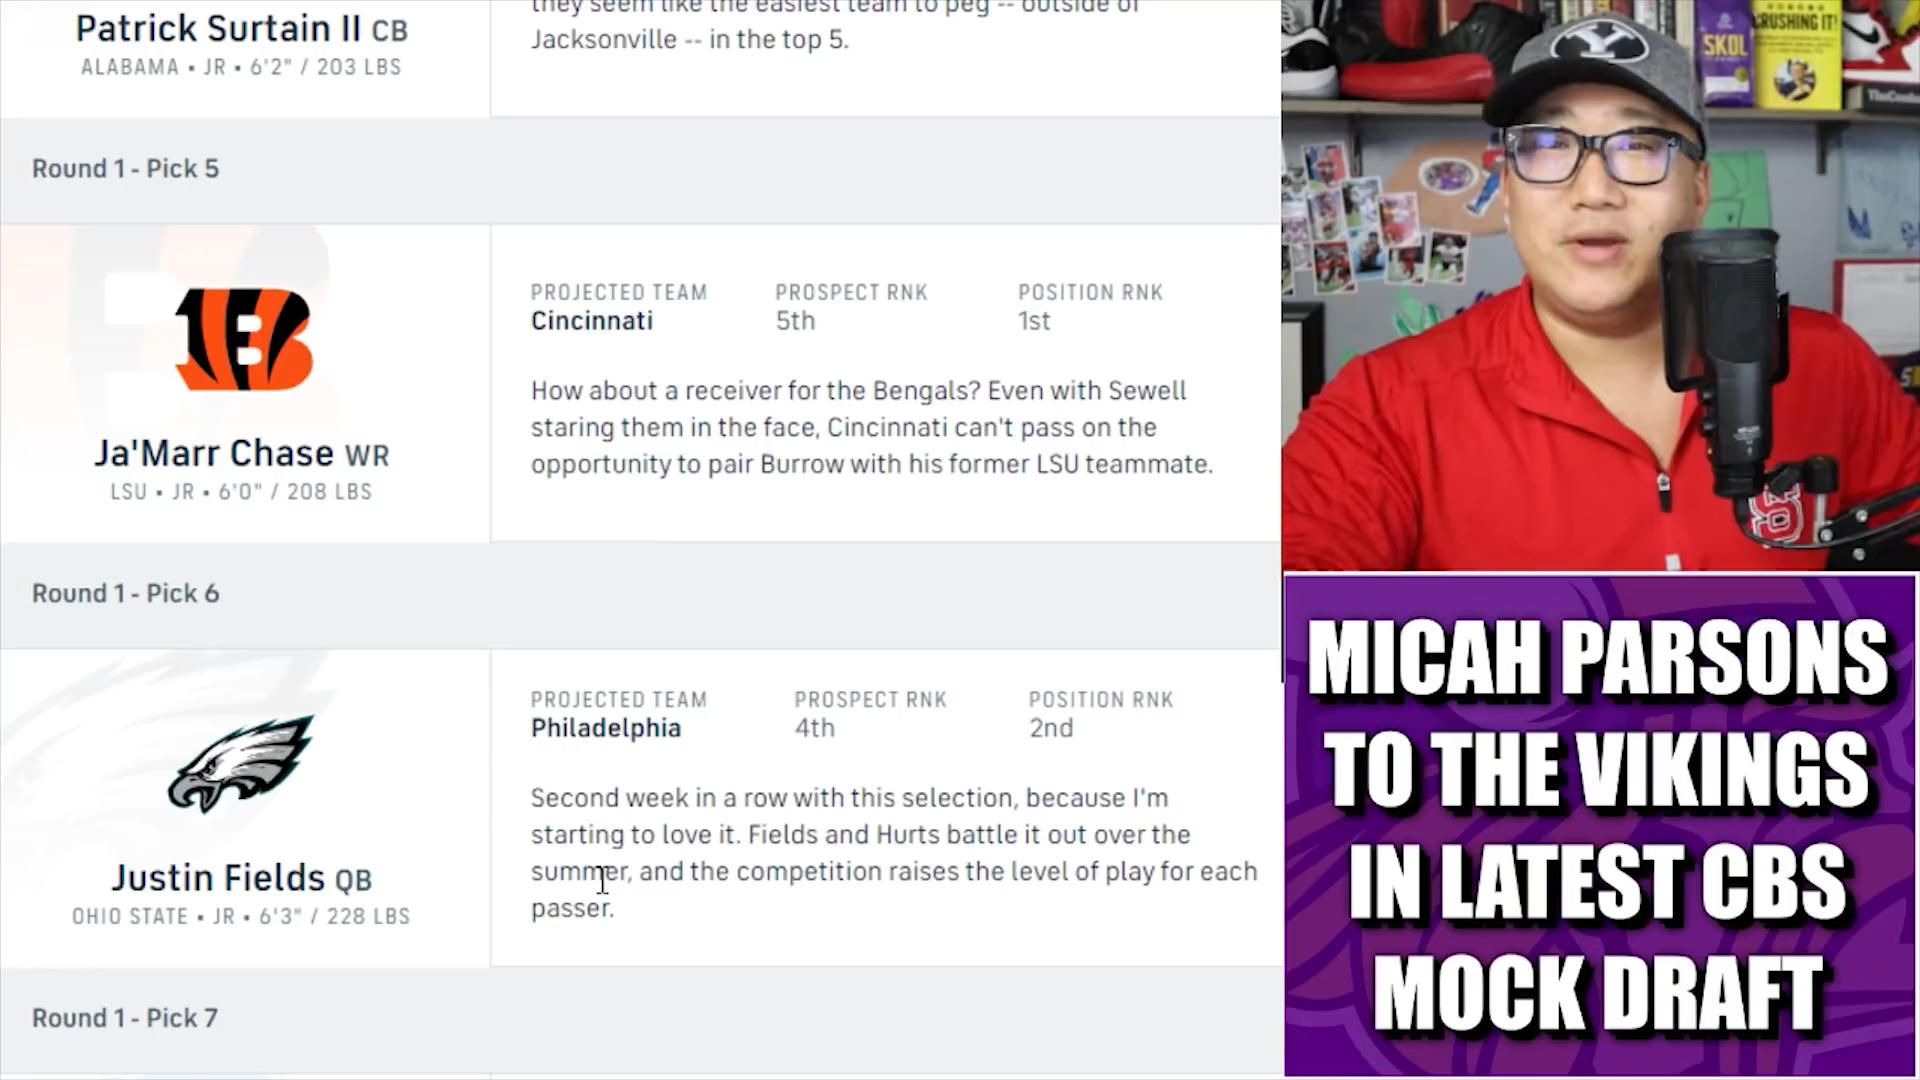 they seem like the easiest team to peg -- outside of
Jacksonville -- in the top 5.
Patrick Surtain II CB
ALABAMA • JR • 6'2" / 203 LBS
Round 1 - Pick 5
PROJECTED TEAM PROSPECT RNK POSITION RNK
Cincinnati 5th 1st
How about a receiver for the Bengals? Even with Sewell
staring them in the face, Cincinnati can't pass on the
opportunity to pair Burrow with his former LSU teammate.
Ja'Marr Chase WR
LSU • JR • 6'0" / 208 LBS
Round 1 - Pick 6
PROJECTED TEAM PROSPECT RNK POSITION RNK
Philadelphia 4th 2nd
Second week in a row with this selection, because I'm
starting to love it. Fields and Hurts battle it out over the
summer, and the competition raises the level of play for each
passer.
Justin Fields QB
OHIO STATE • JR • 6'3" / 228 LBS
Round 1 - Pick 7
SKOL
CRUSHING IT!
MICAH PARSONS
TO THE VIKINGS
IN LATEST CBS
MOCK DRAFT